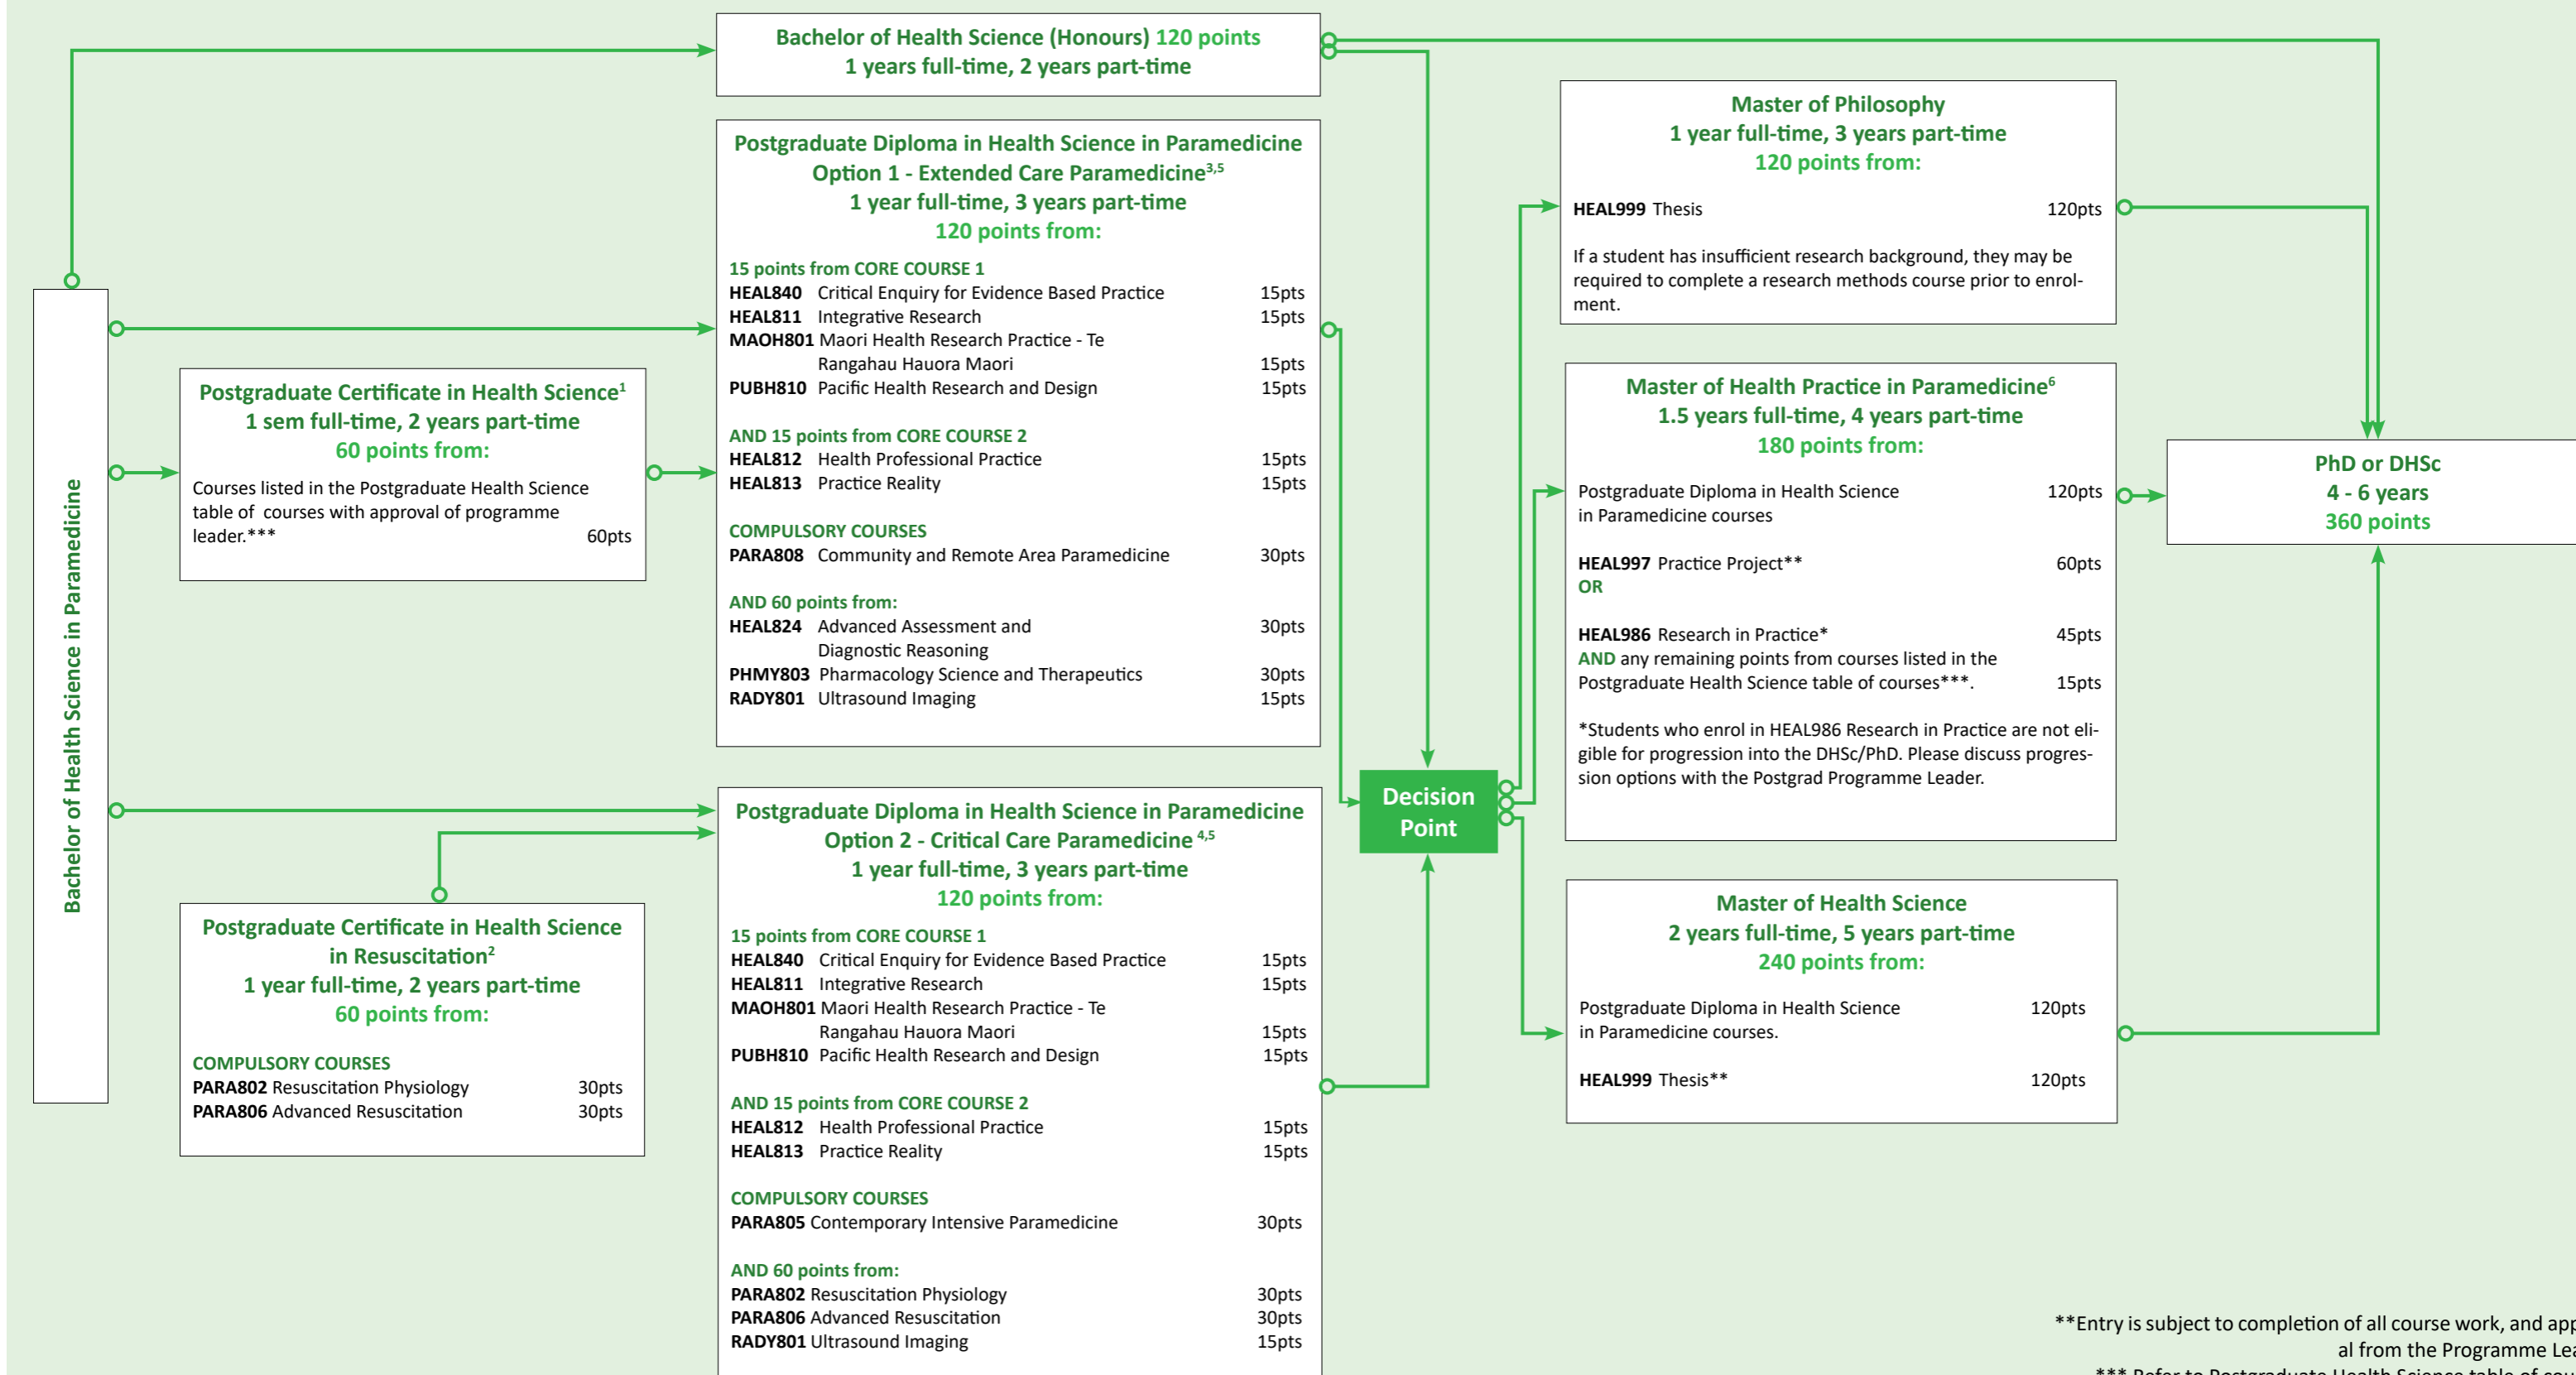 Bachelor of Health Science in Paramedicine
Bachelor of Health Science (Honours) 120 points
1 years full-time, 2 years part-time
Postgraduate Certificate in Health Science1
1 sem full-time, 2 years part-time
60 points from:
Courses listed in the Postgraduate Health Science
table of courses with approval of programme
leader.*** 60pts
Postgraduate Certificate in Health Science
in Resuscitation2
1 year full-time, 2 years part-time
60 points from:
COMPULSORY COURSES
PARA802 Resuscitation Physiology 30pts
PARA806 Advanced Resuscitation 30pts
Postgraduate Diploma in Health Science in Paramedicine
Option 1 - Extended Care Paramedicine3,5
1 year full-time, 3 years part-time
120 points from:
15 points from CORE COURSE 1
HEAL840 Critical Enquiry for Evidence Based Practice 15pts
HEAL811 Integrative Research 15pts
MAOH801 Maori Health Research Practice - Te
Rangahau Hauora Maori 15pts
PUBH810 Pacific Health Research and Design 15pts
AND 15 points from CORE COURSE 2
HEAL812 Health Professional Practice 15pts
HEAL813 Practice Reality 15pts
COMPULSORY COURSES
PARA808 Community and Remote Area Paramedicine 30pts
AND 60 points from:
HEAL824 Advanced Assessment and 30pts
Diagnostic Reasoning
PHMY803 Pharmacology Science and Therapeutics 30pts
RADY801 Ultrasound Imaging 15pts
Postgraduate Diploma in Health Science in Paramedicine
Option 2 - Critical Care Paramedicine 4,5
1 year full-time, 3 years part-time
120 points from:
15 points from CORE COURSE 1
HEAL840 Critical Enquiry for Evidence Based Practice 15pts
HEAL811 Integrative Research 15pts
MAOH801 Maori Health Research Practice - Te
Rangahau Hauora Maori 15pts
PUBH810 Pacific Health Research and Design 15pts
AND 15 points from CORE COURSE 2
HEAL812 Health Professional Practice 15pts
HEAL813 Practice Reality 15pts
COMPULSORY COURSES
PARA805 Contemporary Intensive Paramedicine 30pts
AND 60 points from:
PARA802 Resuscitation Physiology 30pts
PARA806 Advanced Resuscitation 30pts
RADY801 Ultrasound Imaging 15pts
Decision
Point
Master of Philosophy
1 year full-time, 3 years part-time
120 points from:
HEAL999 Thesis 120pts
If a student has insufficient research background, they may be
required to complete a research methods course prior to enrol-
ment.
Master of Health Practice in Paramedicine6
1.5 years full-time, 4 years part-time
180 points from:
Postgraduate Diploma in Health Science 120pts
in Paramedicine courses
HEAL997 Practice Project** 60pts
OR
HEAL986 Research in Practice* 45pts
AND any remaining points from courses listed in the
Postgraduate Health Science table of courses***. 15pts
*Students who enrol in HEAL986 Research in Practice are not eli-
gible for progression into the DHSc/PhD. Please discuss progres-
sion options with the Postgrad Programme Leader.
Master of Health Science
2 years full-time, 5 years part-time
240 points from:
Postgraduate Diploma in Health Science 120pts
in Paramedicine courses.
HEAL999 Thesis** 120pts
PhD or DHSc
4 - 6 years
360 points
**Entry is subject to completion of all course work, and
al from the Programme
*** Refer to Postgraduate Health Science table of